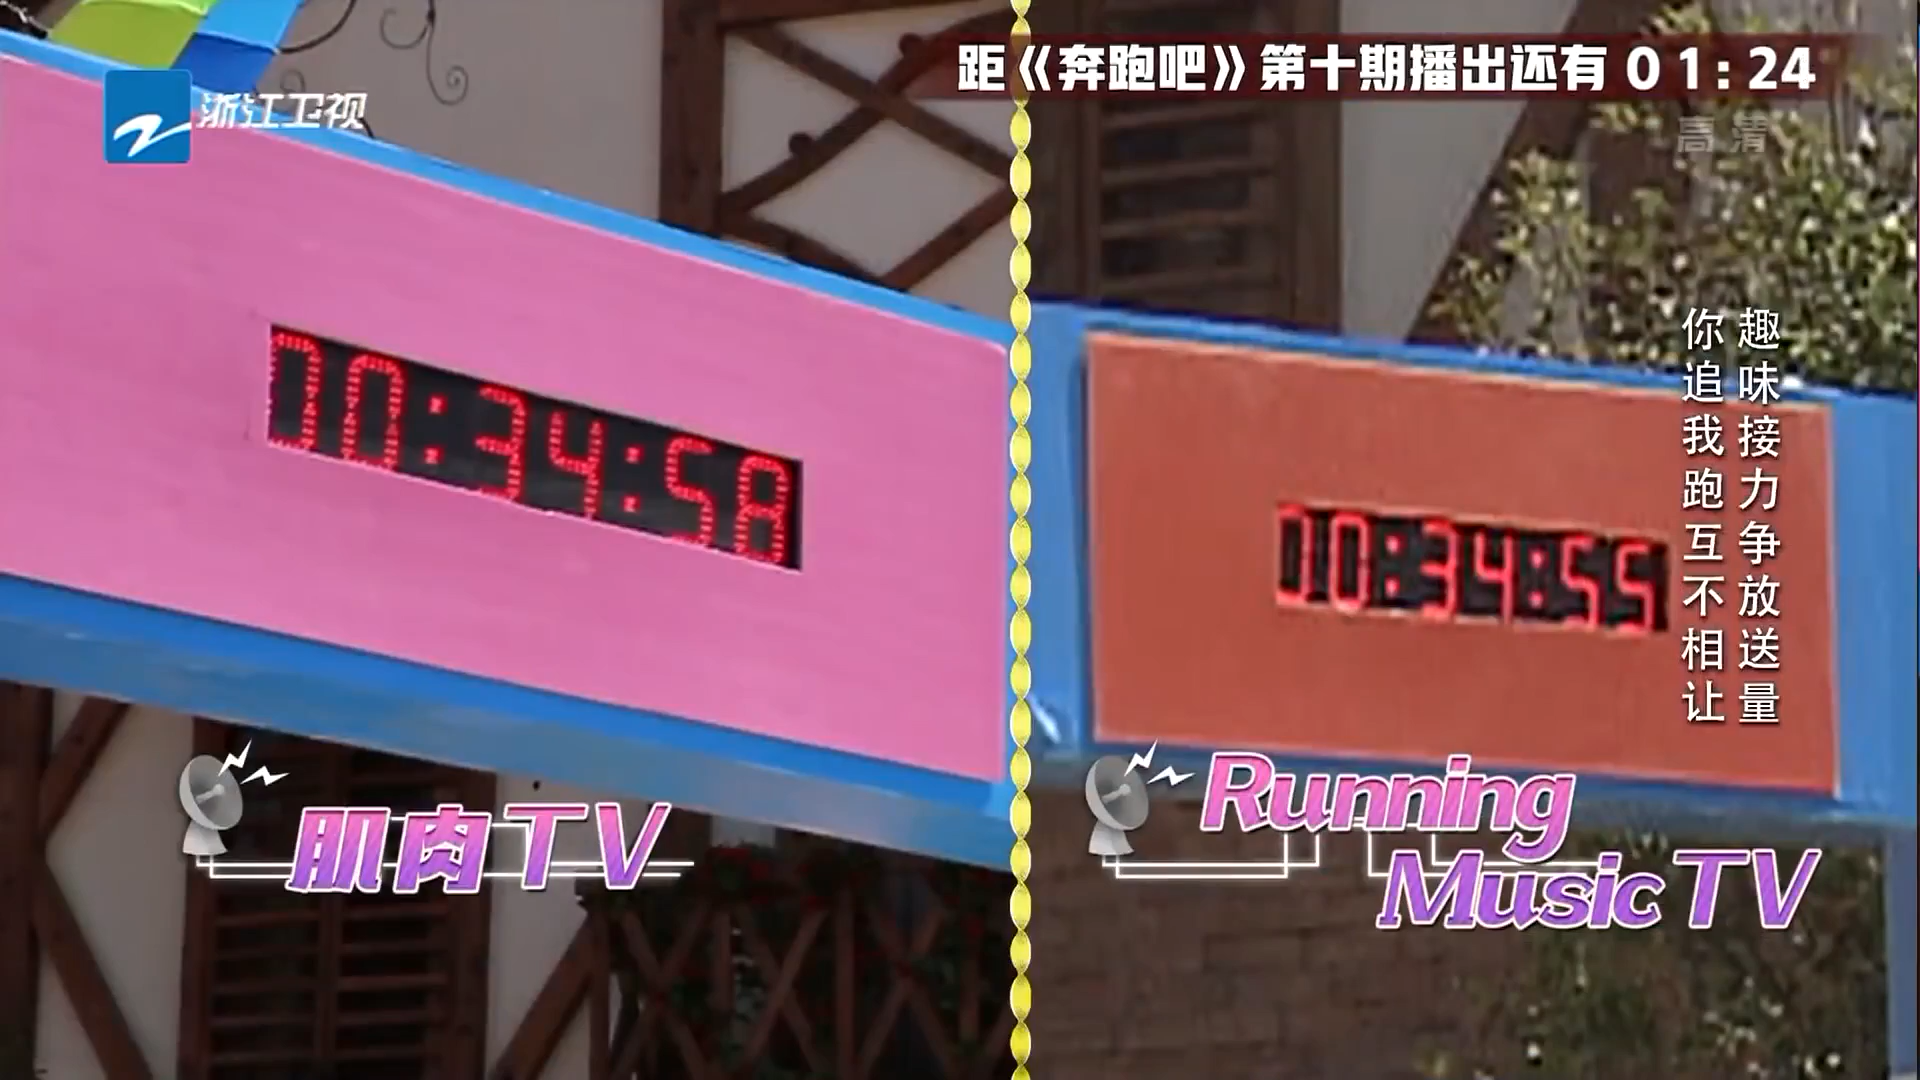 距《奔跑吧》第十期播出还有 01:24
浙江卫视
高清
00:34:58
00:34:55
趣味接力争放送量
你追我跑互不相让
肌肉TV
Running
Music TV